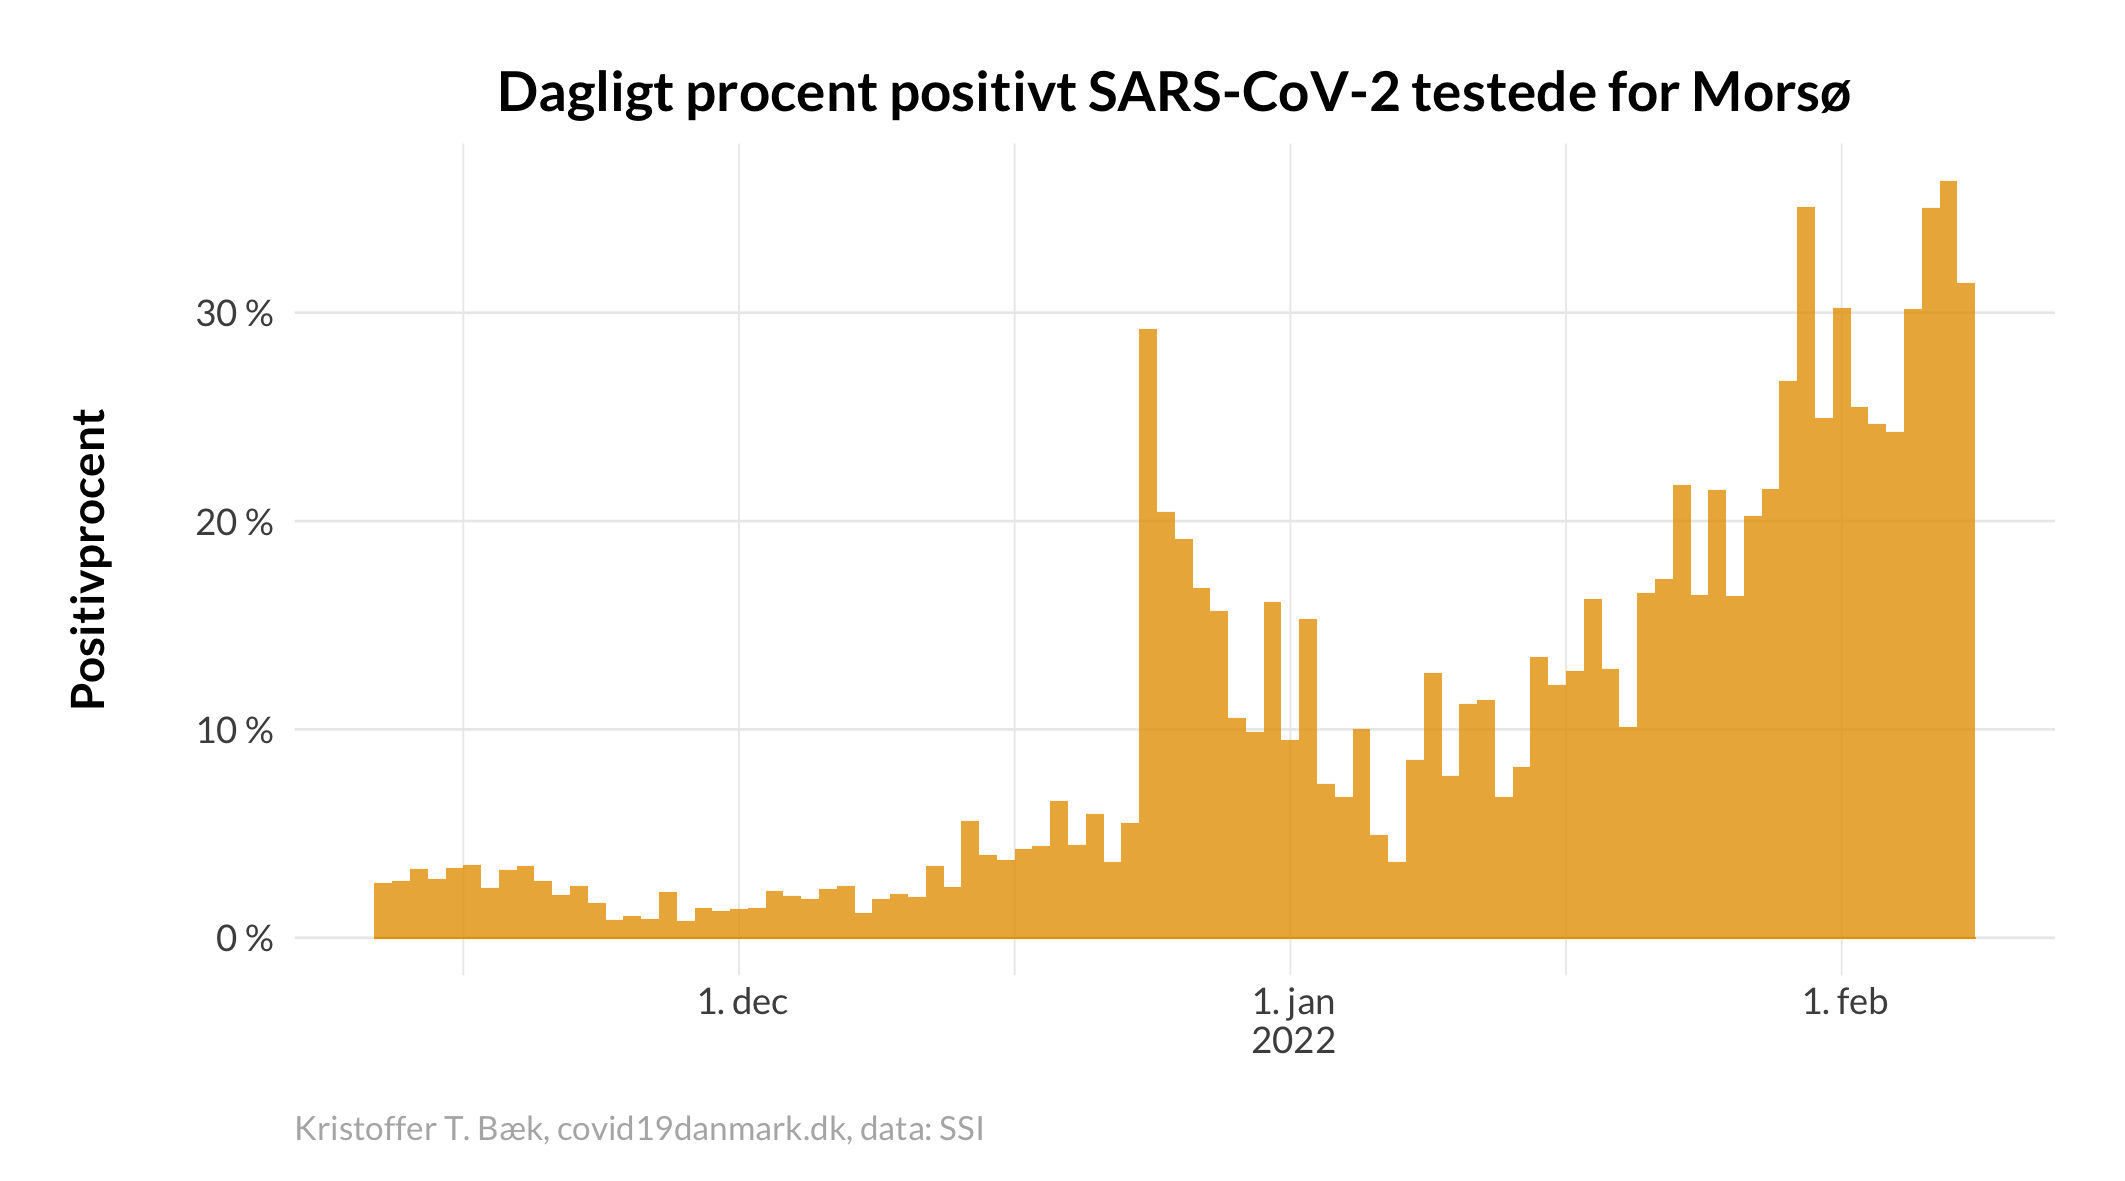 Dagligt procent positivt SARS-CoV-2 testede for Morsø
Positivprocent
30 %
20 %
10 %
0 %
1. dec
1. jan
2022
1. feb
Kristoffer T. Bæk, covid19danmark.dk, data: SSI